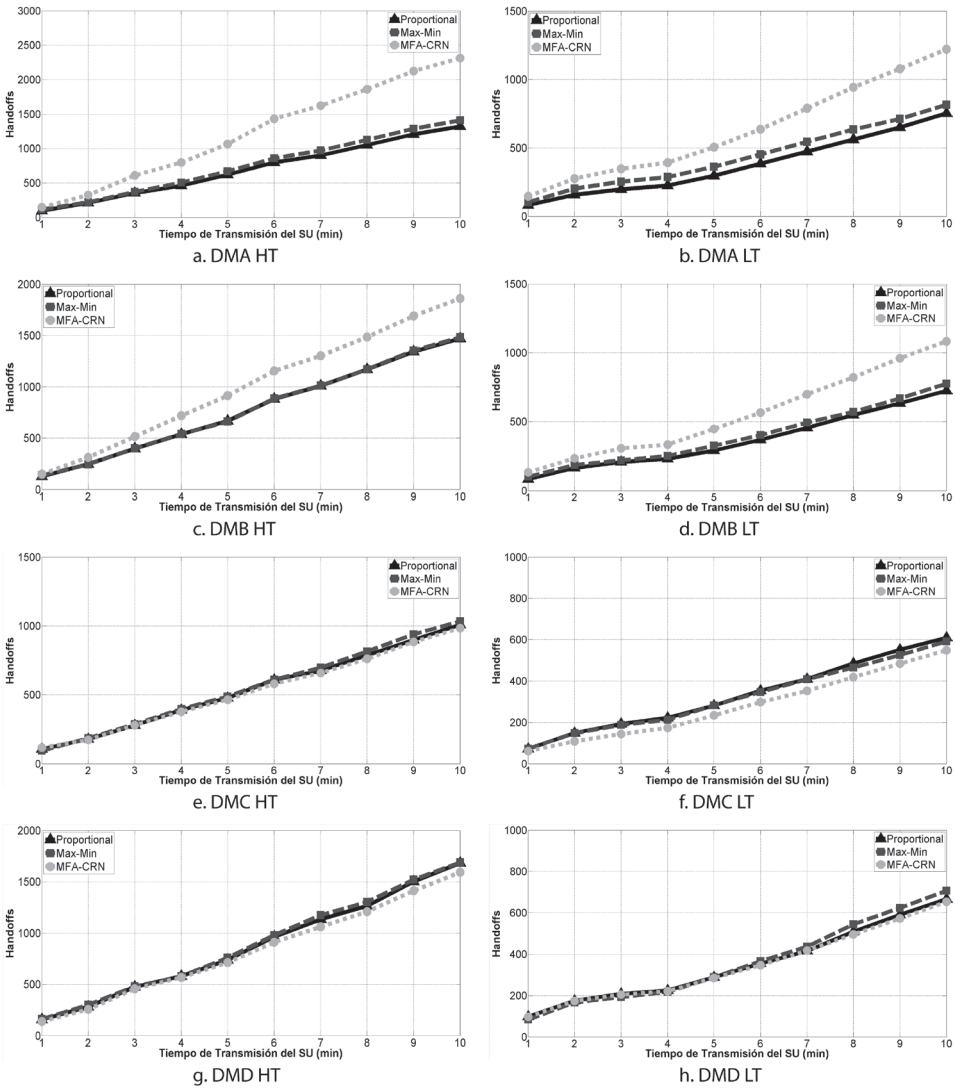 3000
2500
2000
1500
1000
500
0
Handoffs
Proportional
Max-Min
MFA-CRN
1 2 3 4 5 6 7 8 9 10
Tiempo de Transmisión del SU (min)
a. DMA HT
1500
1000
500
0
Handoffs
Proportional
Max-Min
MFA-CRN
1 2 3 4 5 6 7 8 9 10
Tiempo de Transmisión del SU (min)
b. DMA LT
2000
1500
1000
500
0
Handoffs
Proportional
Max-Min
MFA-CRN
1 2 3 4 5 6 7 8 9 10
Tiempo de Transmisión del SU (min)
c. DMB HT
1500
1000
500
0
Handoffs
Proportional
Max-Min
MFA-CRN
1 2 3 4 5 6 7 8 9 10
Tiempo de Transmisión del SU (min)
d. DMB LT
1500
1000
500
0
Handoffs
Proportional
Max-Min
MFA-CRN
1 2 3 4 5 6 7 8 9 10
Tiempo de Transmisión del SU (min)
e. DMC HT
1000
800
600
400
200
0
Handoffs
Proportional
Max-Min
MFA-CRN
1 2 3 4 5 6 7 8 9 10
Tiempo de Transmisión del SU (min)
f. DMC LT
2000
1500
1000
500
0
Handoffs
Proportional
Max-Min
MFA-CRN
1 2 3 4 5 6 7 8 9 10
Tiempo de Transmisión del SU (min)
g. DMD HT
1000
800
600
400
200
0
Handoffs
Proportional
Max-Min
MFA-CRN
1 2 3 4 5 6 7 8 9 10
Tiempo de Transmisión del SU (min)
h. DMD LT